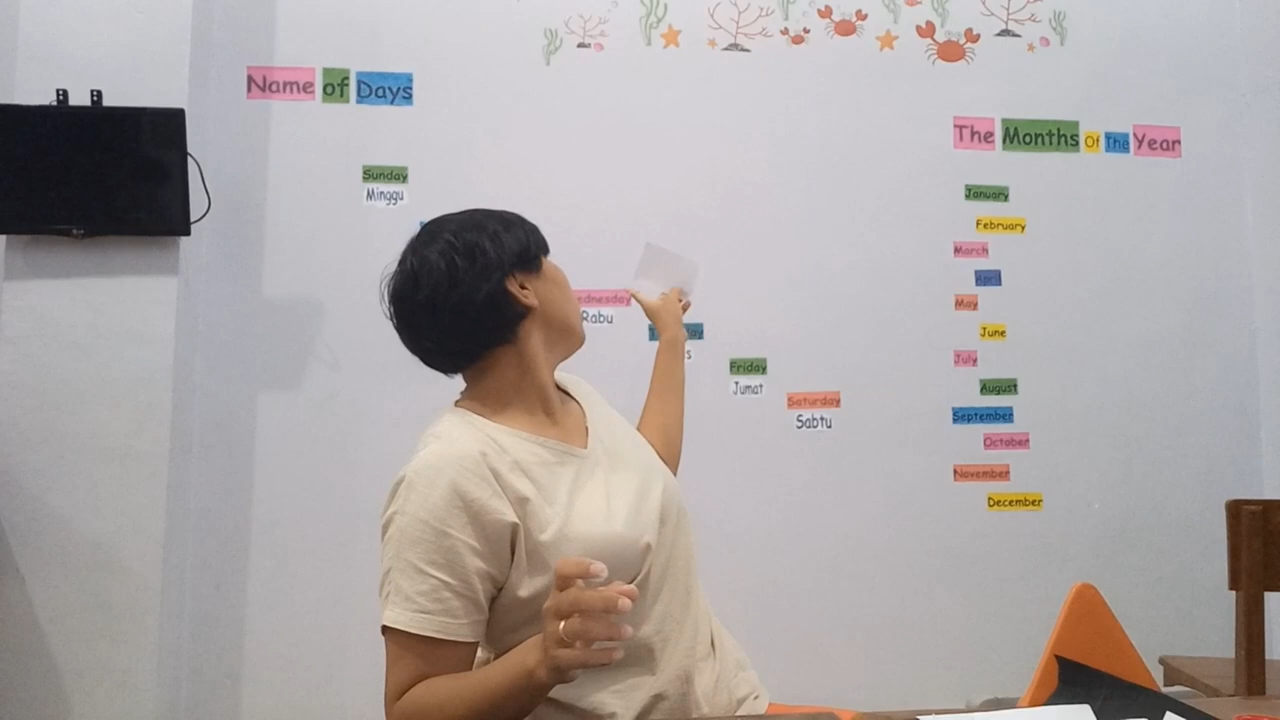 Name of Days
Sunday
Minggu
Rabu
Friday
Jumat
Saturday
Sabtu
The Months Of The Year
January
February
March
April
May
June
July
August
September
October
November
December